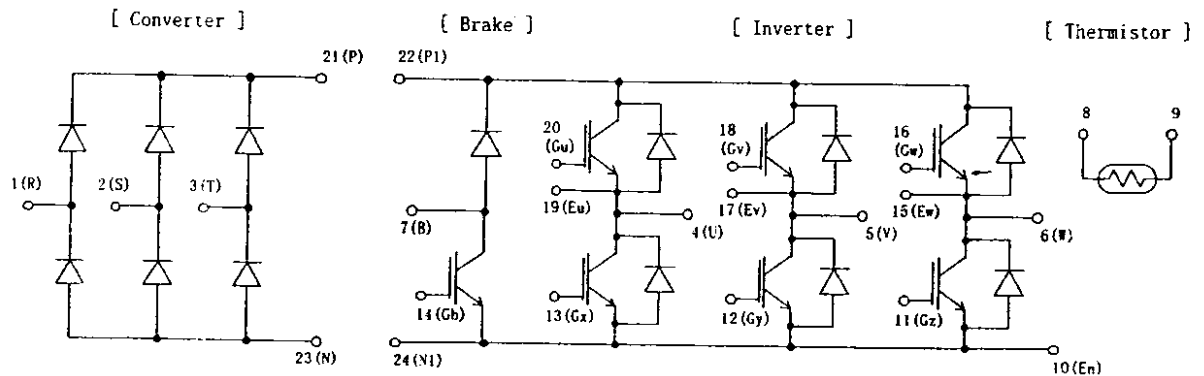 [ Converter ]
[ Brake ]
[ Inverter ]
[ Thermistor ]
21(P)
22(P1)
20
(Gu)
18
(Gv)
16
(Gw)
8
9
1(R)
2(S)
3(T)
19(Eu)
17(Ev)
15(Ew)
7(B)
4(U)
5(V)
6(W)
14(Gb)
13(Gx)
12(Gy)
11(Gz)
23(N)
24(N1)
10(En)